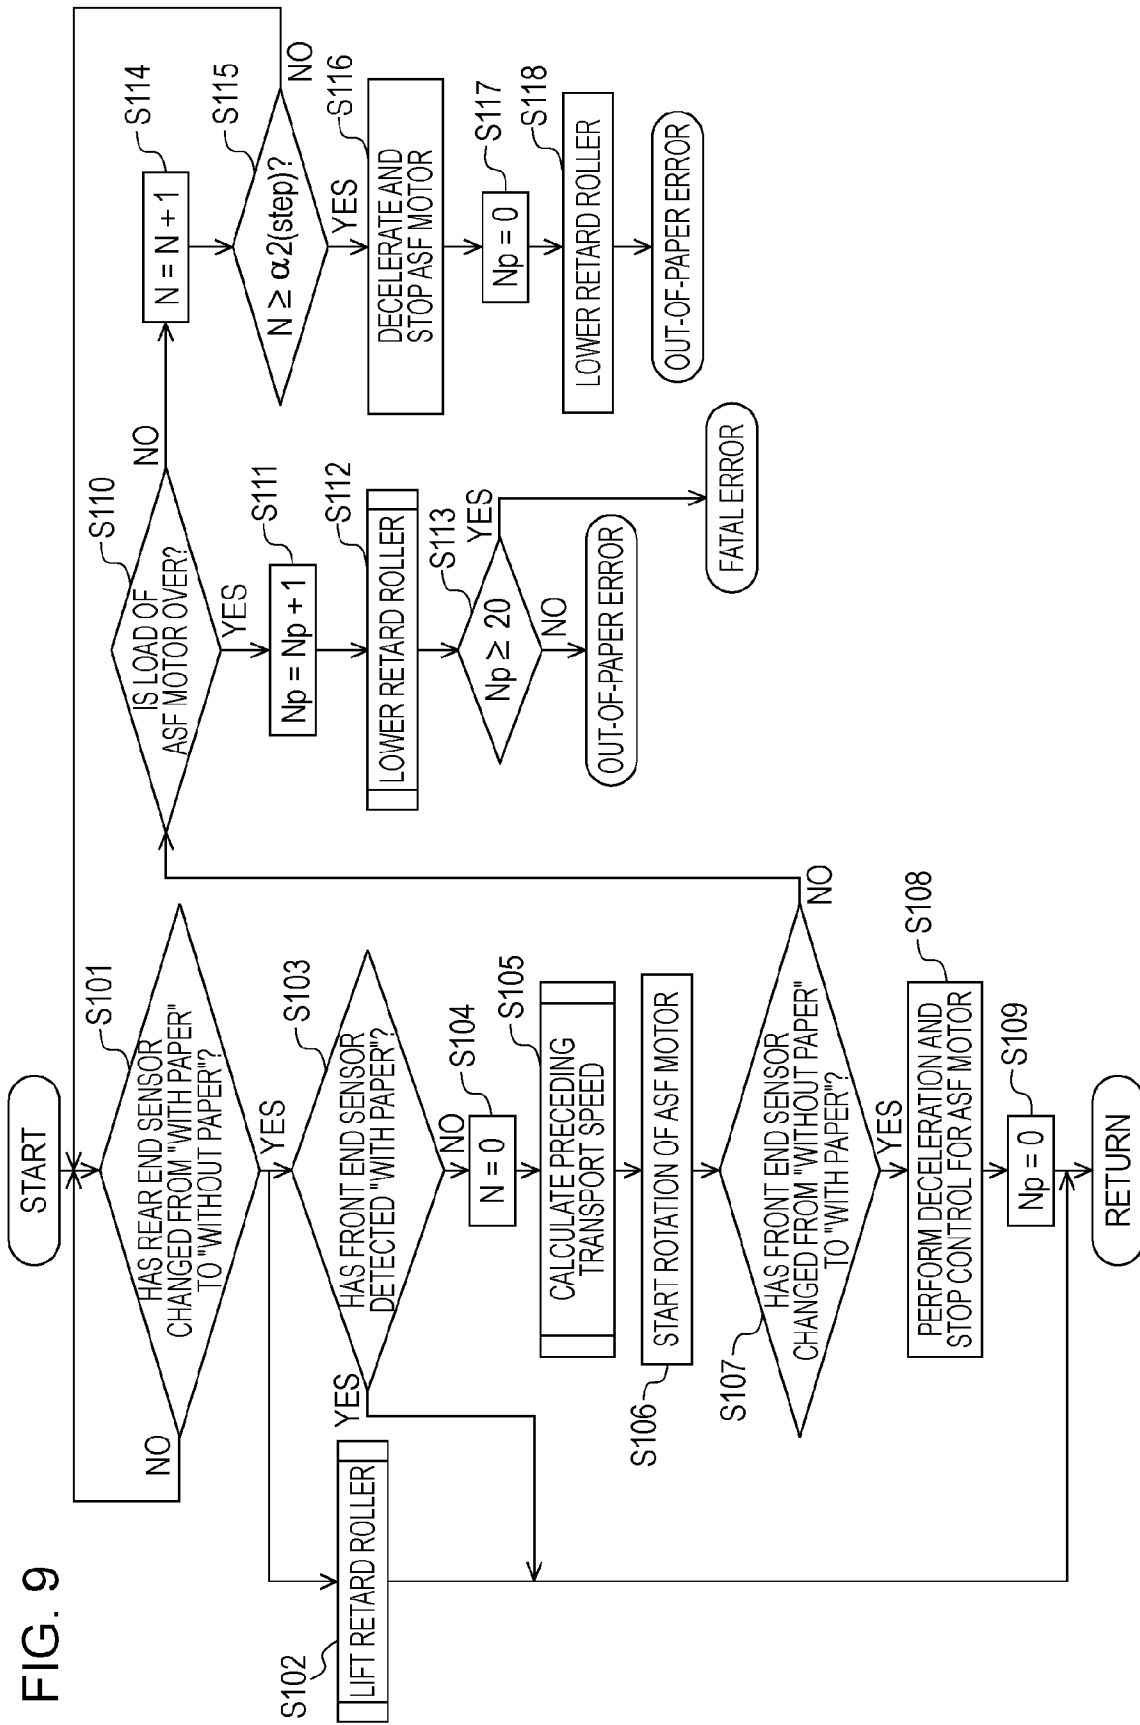 FIG. 9
START
S101
HAS REAR END SENSOR
CHANGED FROM "WITH PAPER"
TO "WITHOUT PAPER"?
NO
YES
S102
LIFT RETARD ROLLER
S103
HAS FRONT END SENSOR
DETECTED "WITH PAPER"?
YES
NO
S104
N = 0
S105
CALCULATE PRECEDING
TRANSPORT SPEED
S106
START ROTATION OF ASF MOTOR
S107
HAS FRONT END SENSOR
CHANGED FROM "WITHOUT PAPER"
TO "WITH PAPER"?
NO
YES
S108
PERFORM DECELERATION AND
STOP CONTROL FOR ASF MOTOR
S109
Np = 0
RETURN
S110
IS LOAD OF
ASF MOTOR OVER?
NO
YES
S111
Np = Np + 1
S112
LOWER RETARD ROLLER
S113
Np ≥ 20
YES
NO
OUT-OF-PAPER ERROR
FATAL ERROR
S114
N = N + 1
S115
N ≥ α2(step)?
NO
YES
S116
DECELERATE AND
STOP ASF MOTOR
S117
Np = 0
S118
LOWER RETARD ROLLER
OUT-OF-PAPER ERROR